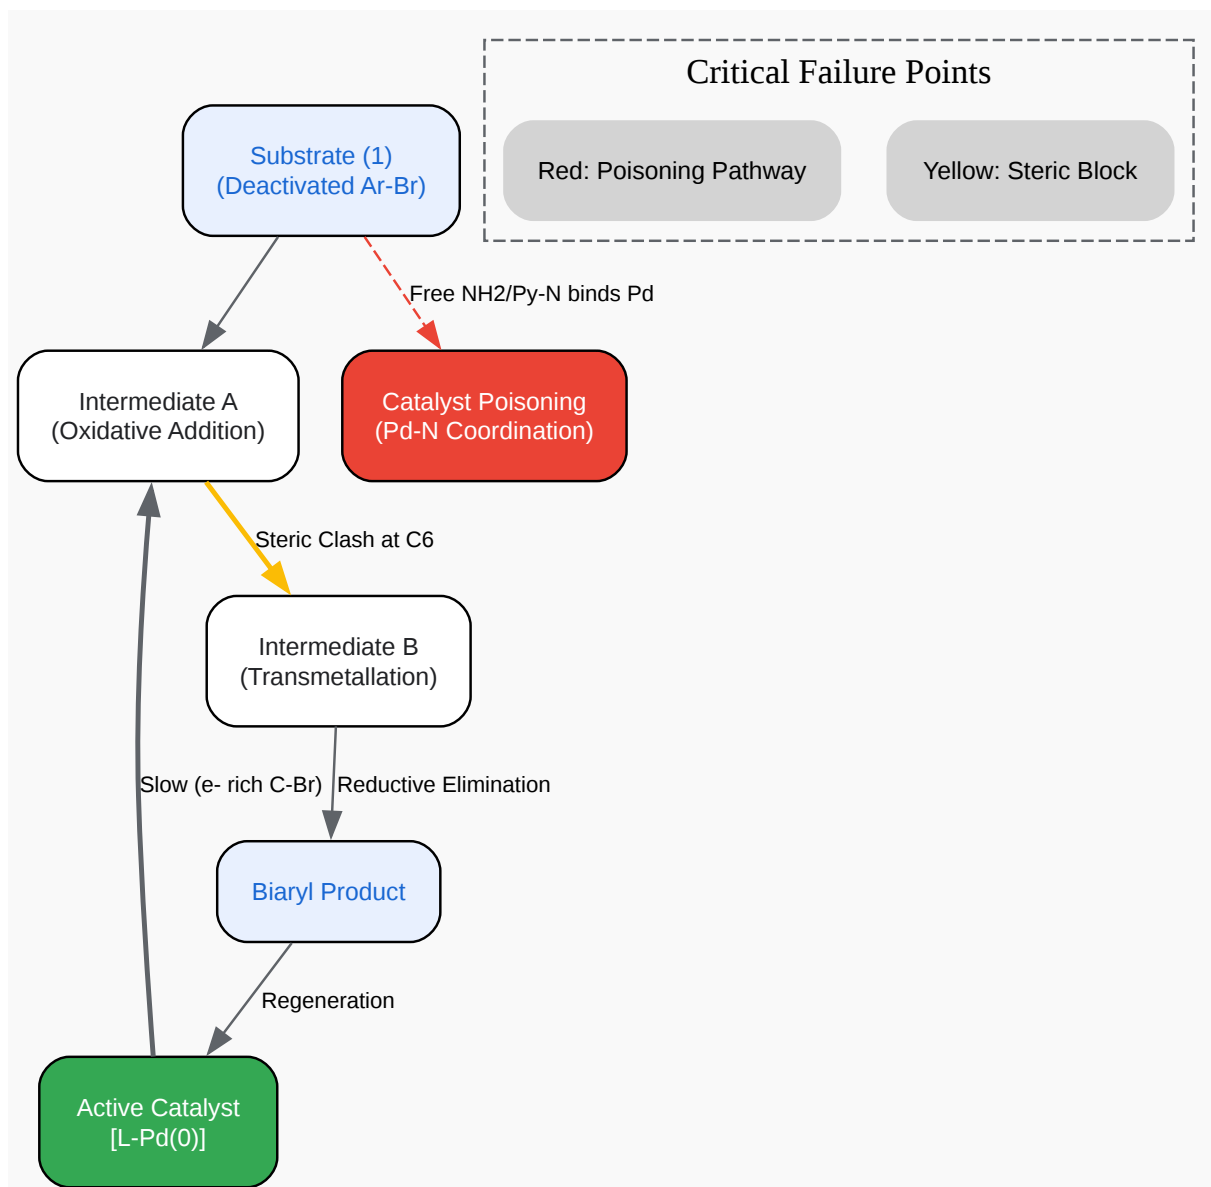 Critical Failure Points
Red: Poisoning Pathway
Yellow: Steric Block
Substrate (1)
(Deactivated Ar-Br)
Free NH2/Py-N binds Pd
Intermediate A
(Oxidative Addition)
Catalyst Poisoning
(Pd-N Coordination)
Steric Clash at C6
Intermediate B
(Transmetallation)
Slow (e- rich C-Br)
Reductive Elimination
Biaryl Product
Regeneration
Active Catalyst
[L-Pd(0)]